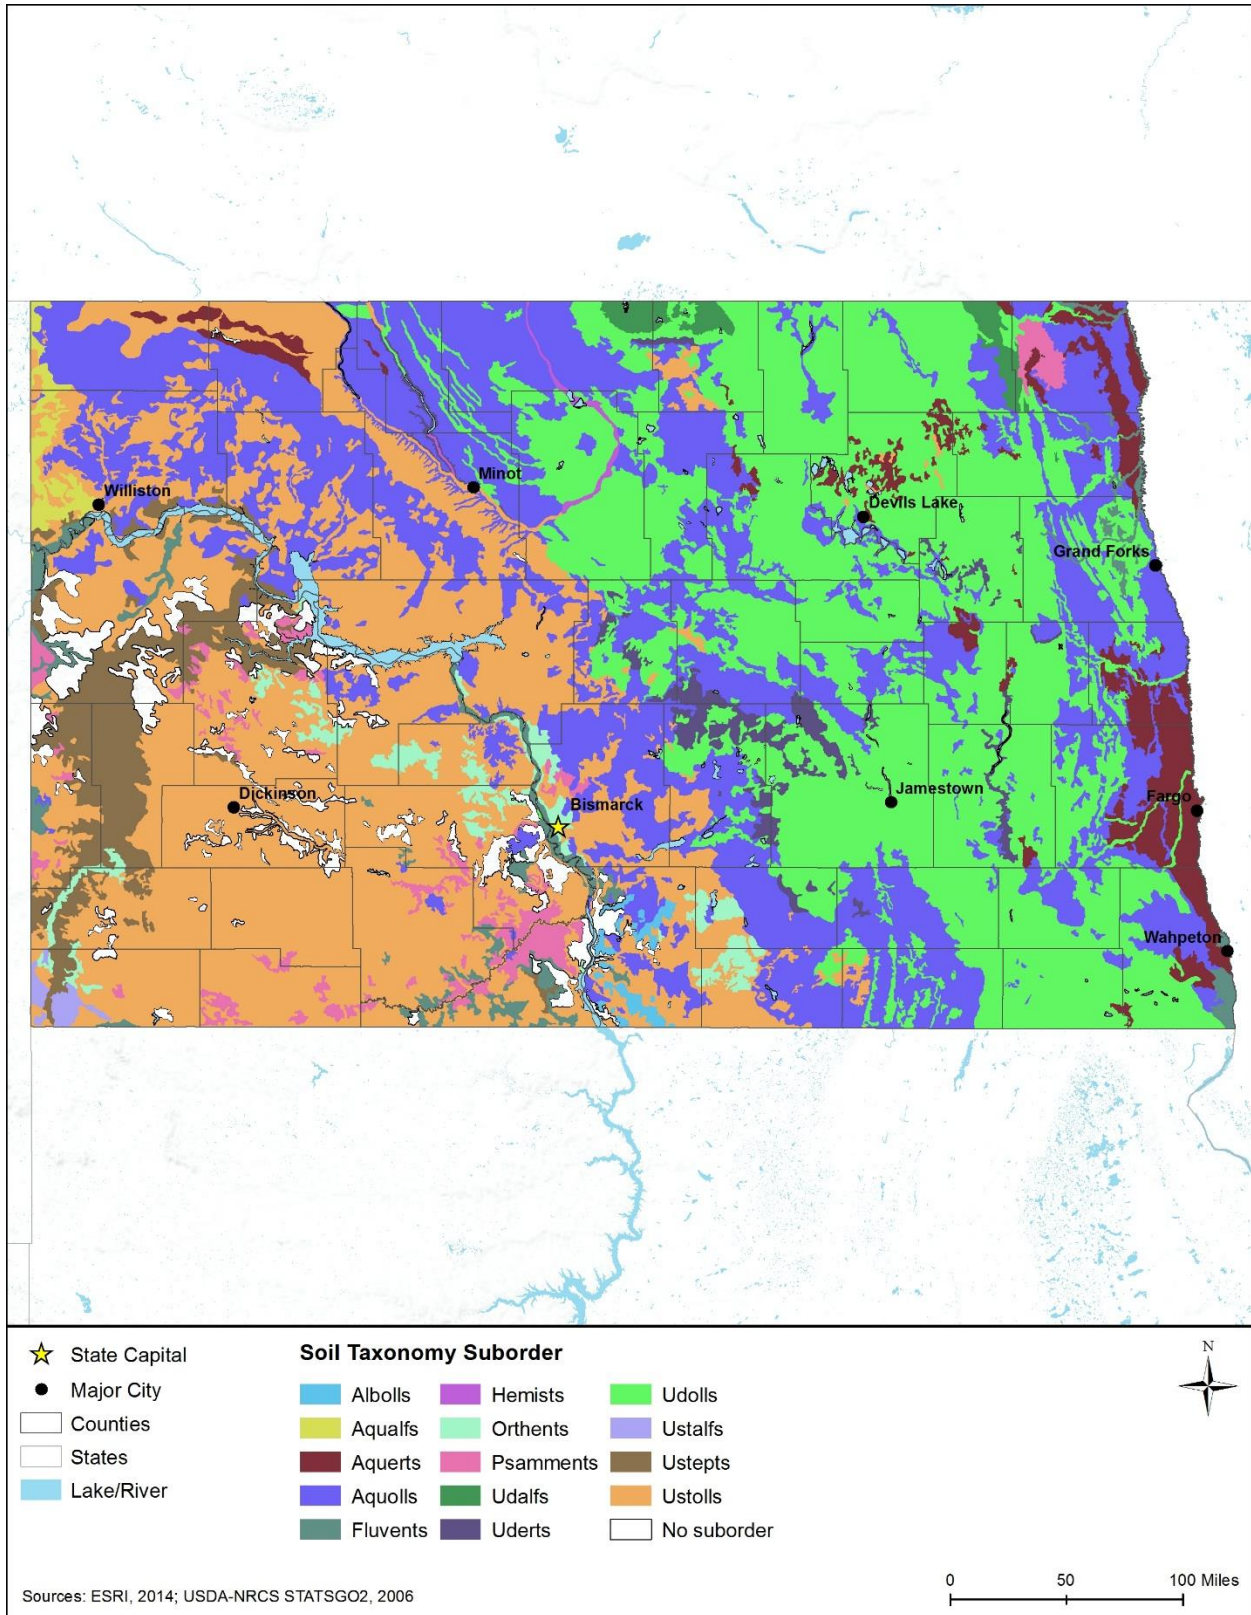 Minot
Williston
Devils Lake
Grand Forks
Dickinson
Bismarck
Jamestown
Fargo
Wahpeton
State Capital
Major City
Counties
States
Lake/River
Soil Taxonomy Suborder
Albolls
Aqualfs
Aquerts
Aquolls
Fluvents
Hemists
Orthents
Psamments
Udalfs
Uderts
Udolls
Ustalfs
Ustepts
Ustolls
No suborder
N
0 50 100 Miles
Sources: ESRI, 2014; USDA-NRCS STATSGO2, 2006